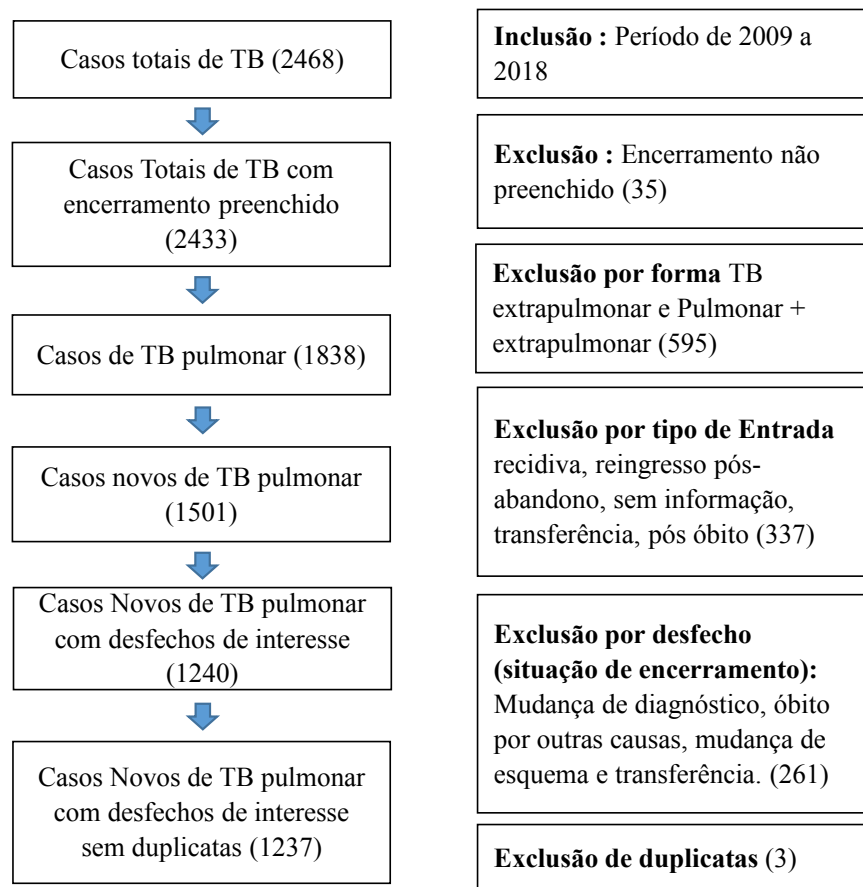 Casos totais de TB (2468)
Inclusão : Período de 2009 a
2018
Casos Totais de TB com
encerramento preenchido
(2433)
Exclusão : Encerramento não
preenchido (35)
Casos de TB pulmonar (1838)
Exclusão por forma TB
extrapulmonar e Pulmonar +
extrapulmonar (595)
Casos novos de TB pulmonar
(1501)
Exclusão por tipo de Entrada
recidiva, reingresso pós-
abandono, sem informação,
transferência, pós óbito (337)
Casos Novos de TB pulmonar
com desfechos de interesse
(1240)
Exclusão por desfecho
(situação de encerramento):
Mudança de diagnóstico, óbito
por outras causas, mudança de
esquema e transferência. (261)
Casos Novos de TB pulmonar
com desfechos de interesse
sem duplicatas (1237)
Exclusão de duplicatas (3)